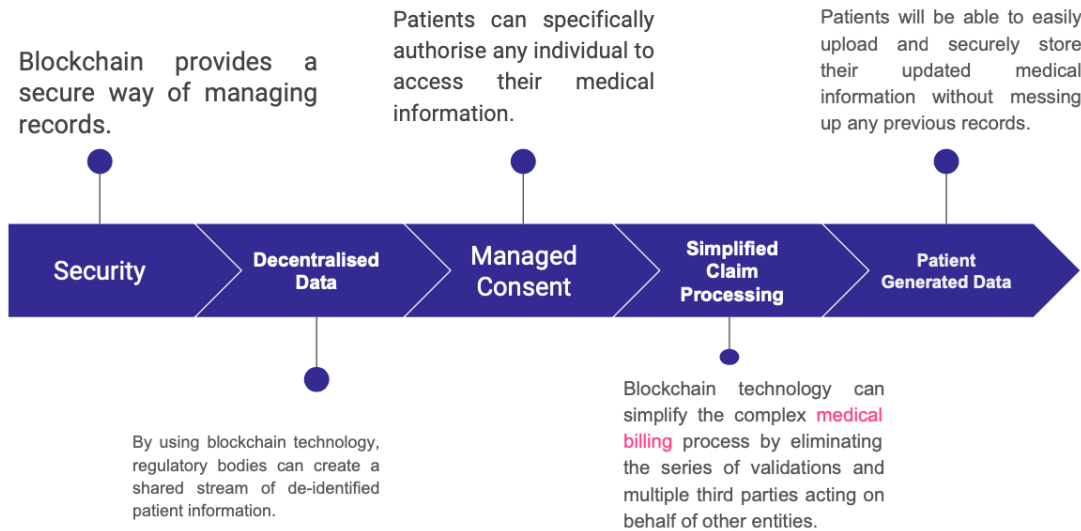 Blockchain provides a
secure way of managing
records.
Patients can specifically
authorise any individual to
access their medical
information.
Patients will be able to easily
upload and securely store
their updated medical
information without messing
up any previous records.
Security
Decentralised
Data
Managed
Consent
Simplified
Claim
Processing
Patient
Generated Data
By using blockchain technology,
regulatory bodies can create a
shared stream of de-identified
patient information.
Blockchain technology can
simplify the complex medical
billing process by eliminating
the series of validations and
multiple third parties acting on
behalf of other entities.